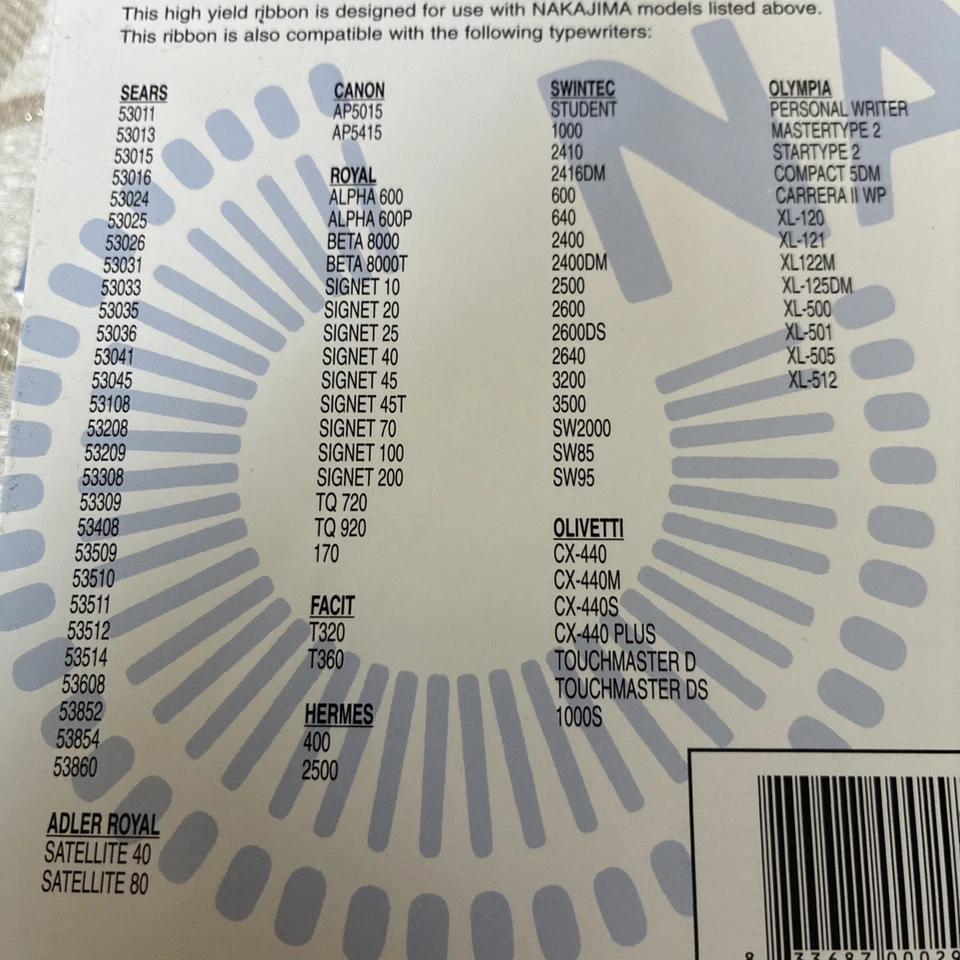 This high yield ribbon is designed for use with NAKAJIMA models listed above.
This ribbon is also compatible with the following typewriters:
SEARS
53011
53013
53015
53016
53024
53025
53026
53031
53033
53035
53036
53041
53045
53108
53208
53209
53308
53309
53408
53509
53510
53511
53512
53514
53608
53852
53854
53860
ADLER ROYAL
SATELLITE 40
SATELLITE 80
CANON
AP5015
AP5415
ROYAL
ALPHA 600
ALPHA 600P
BETA 8000
BETA 8000T
SIGNET 10
SIGNET 20
SIGNET 25
SIGNET 40
SIGNET 45
SIGNET 45T
SIGNET 70
SIGNET 100
SIGNET 200
TQ 720
TQ 920
170
FACIT
T320
T360
HERMES
400
2500
SWINTEC
STUDENT
1000
2410
2416DM
600
640
2400
2400DM
2500
2600
2600DS
2640
3200
3500
SW2000
SW85
SW95
OLIVETTI
CX-440
CX-440M
CX-440S
CX-440 PLUS
TOUCHMASTER D
TOUCHMASTER DS
1000S
OLYMPIA
PERSONAL WRITER
MASTERTYPE 2
STARTYPE 2
COMPACT 5DM
CARRERA II WP
XL-120
XL-121
XL122M
XL-125DM
XL-500
XL-501
XL-505
XL-512
NA
8 33687 00029